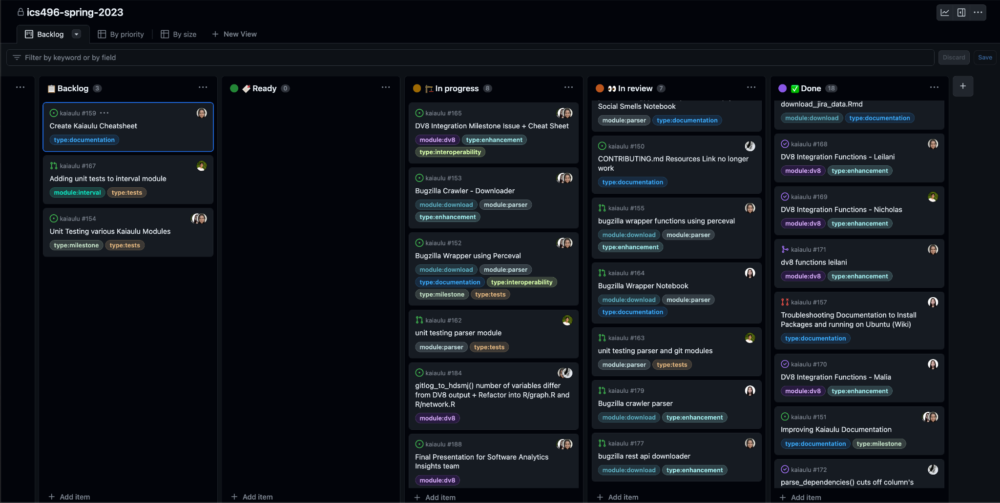 ics496-spring-2023
Backlog
By priority
By size
New View
Filter by keyword or by field
Discard
Save
Backlog 3
kaiaulu #159
Create Kaiaulu Cheatsheet
type:documentation
kaiaulu #167
Adding unit tests to interval module
module:interval type:tests
kaiaulu #154
Unit Testing various Kaiaulu Modules
type:milestone type:tests
Add item
Ready 0
Add item
In progress 8
kaiaulu #165
DV8 Integration Milestone Issue + Cheat Sheet
module:dv8 type:enhancement
type:interoperability
kaiaulu #153
Bugzilla Crawler - Downloader
module:download module:parser
type:enhancement
kaiaulu #152
Bugzilla Wrapper using Perceval
module:download module:parser
type:documentation type:interoperability
type:milestone type:tests
kaiaulu #162
unit testing parser module
module:parser type:tests
kaiaulu #184
gitlog_to_hdsmj() number of variables differ
from DV8 output + Refactor into R/graph.R and
R/network.R
module:dv8
kaiaulu #188
Final Presentation for Software Analytics
Insights team
module:dv8
Add item
In review 7
Social Smells Notebook
module:parser type:documentation
kaiaulu #150
CONTRIBUTING.md Resources Link no longer
work
type:documentation
kaiaulu #155
bugzilla wrapper functions using perceval
module:download module:parser
type:enhancement
kaiaulu #164
Bugzilla Wrapper Notebook
module:download module:parser
type:documentation
kaiaulu #163
unit testing parser and git modules
module:parser type:tests
kaiaulu #179
Bugzilla crawler parser
module:download type:enhancement
kaiaulu #177
bugzilla rest api downloader
module:download type:enhancement
Add item
Done 18
download_jira_data.Rmd
module:download type:documentation
kaiaulu #168
DV8 Integration Functions - Leilani
module:dv8 type:enhancement
kaiaulu #169
DV8 Integration Functions - Nicholas
module:dv8 type:enhancement
kaiaulu #171
dv8 functions leilani
module:dv8 type:enhancement
kaiaulu #157
Troubleshooting Documentation to Install
Packages and running on Ubuntu (Wiki)
type:documentation
kaiaulu #170
DV8 Integration Functions - Malia
module:dv8 type:enhancement
kaiaulu #151
Improving Kaiaulu Documentation
type:documentation type:milestone
kaiaulu #172
parse_dependencies() cuts off column's
Add item